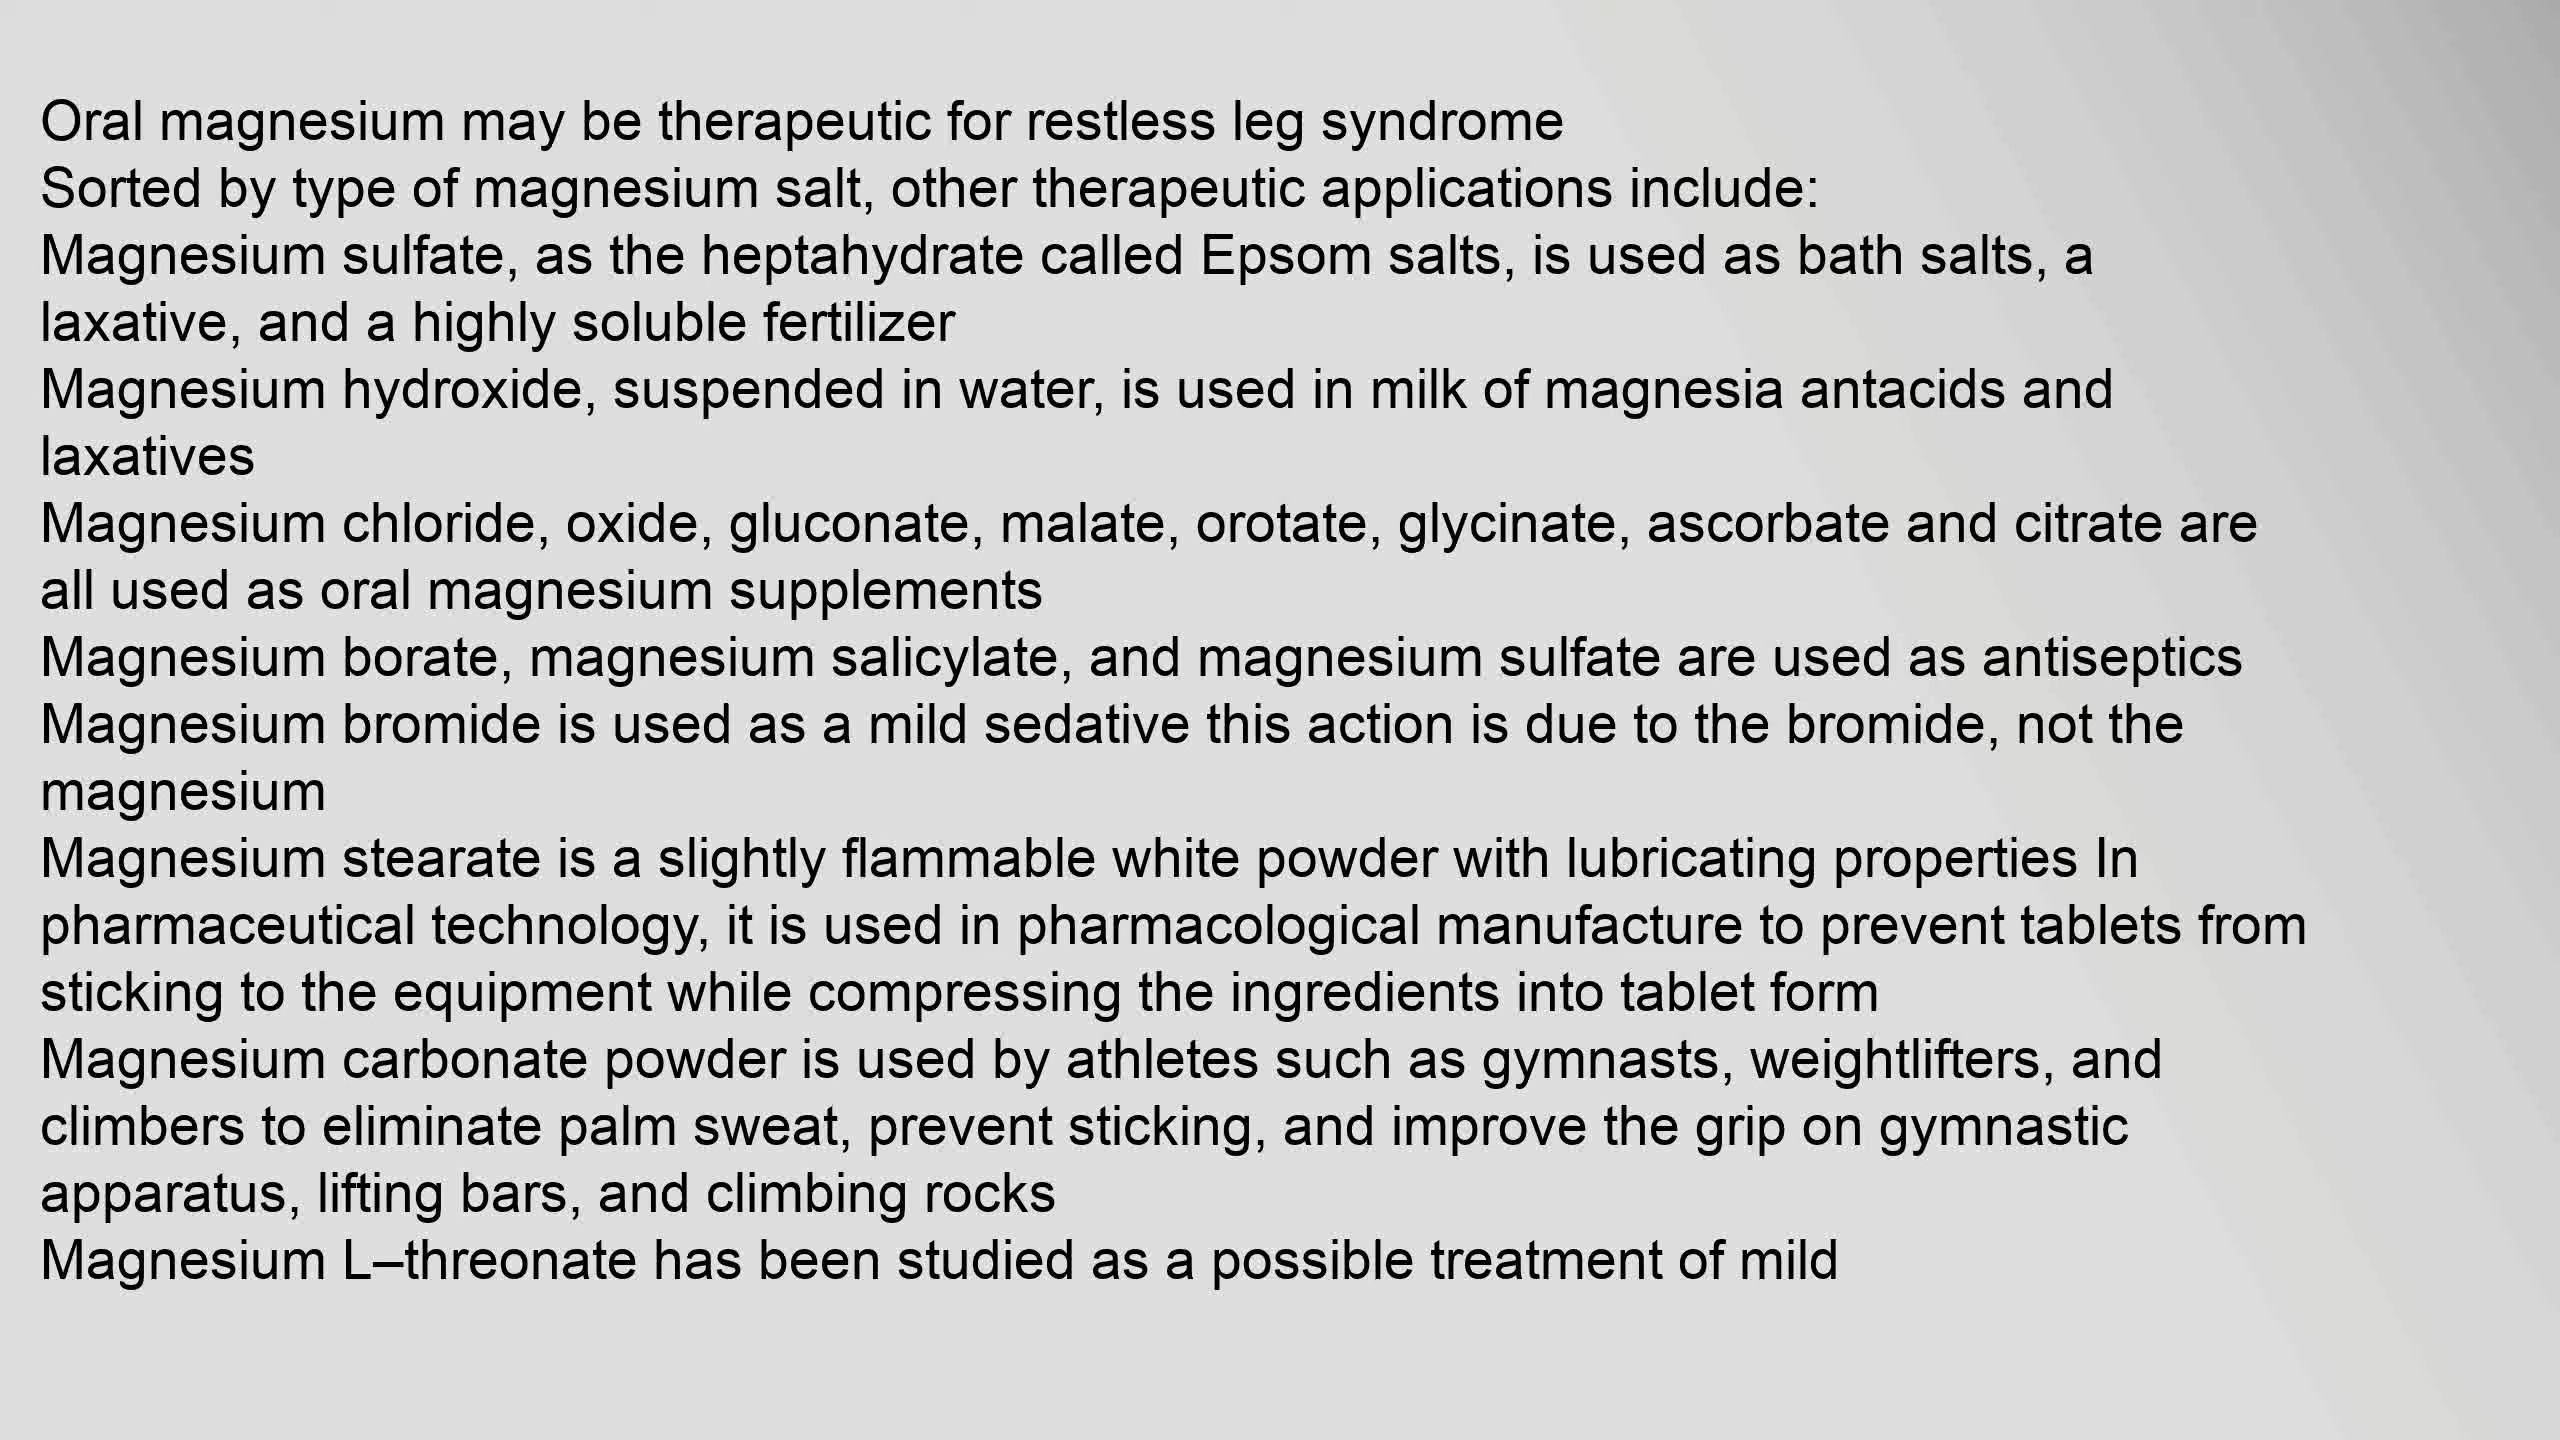 Oral magnesium may be therapeutic for restless leg syndrome
Sorted by type of magnesium salt, other therapeutic applications include:
Magnesium sulfate, as the heptahydrate called Epsom salts, is used as bath salts, a
laxative, and a highly soluble fertilizer
Magnesium hydroxide, suspended in water, is used in milk of magnesia antacids and
laxatives
Magnesium chloride, oxide, gluconate, malate, orotate, glycinate, ascorbate and citrate are
all used as oral magnesium supplements
Magnesium borate, magnesium salicylate, and magnesium sulfate are used as antiseptics
Magnesium bromide is used as a mild sedative this action is due to the bromide, not the
magnesium
Magnesium stearate is a slightly flammable white powder with lubricating properties In
pharmaceutical technology, it is used in pharmacological manufacture to prevent tablets from
sticking to the equipment while compressing the ingredients into tablet form
Magnesium carbonate powder is used by athletes such as gymnasts, weightlifters, and
climbers to eliminate palm sweat, prevent sticking, and improve the grip on gymnastic
apparatus, lifting bars, and climbing rocks
Magnesium L–threonate has been studied as a possible treatment of mild